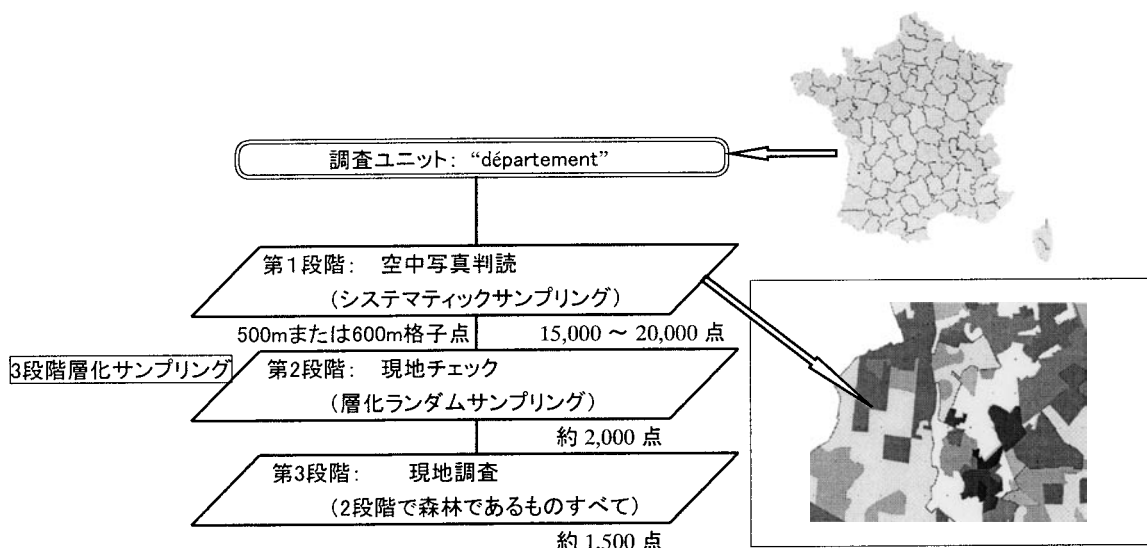 調査ユニット: “département”
第1段階: 空中写真判読
(システマティックサンプリング)
500mまたは600m格子点 15,000 ～ 20,000 点
3段階層化サンプリング
第2段階: 現地チェック
(層化ランダムサンプリング)
約 2,000 点
第3段階: 現地調査
(2段階で森林であるものすべて)
約 1,500 点